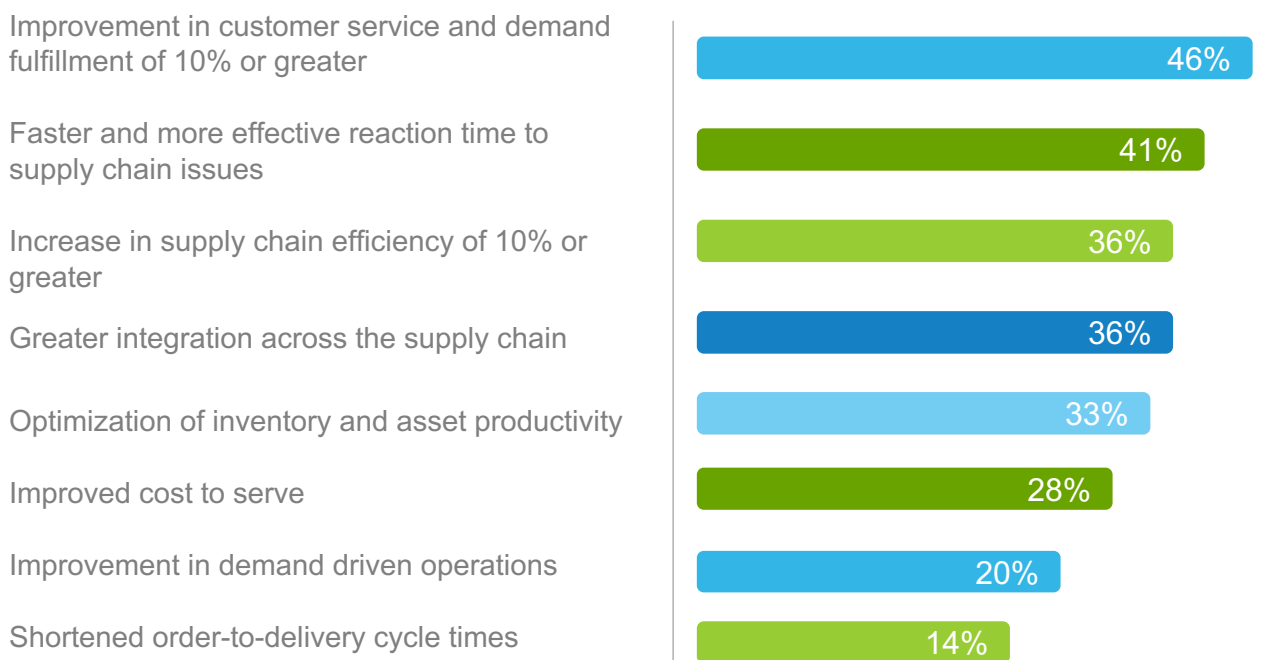 Improvement in customer service and demand
fulfillment of 10% or greater
46%
Faster and more effective reaction time to
supply chain issues
41%
Increase in supply chain efficiency of 10% or
greater
36%
Greater integration across the supply chain
36%
Optimization of inventory and asset productivity
33%
Improved cost to serve
28%
Improvement in demand driven operations
20%
Shortened order-to-delivery cycle times
14%